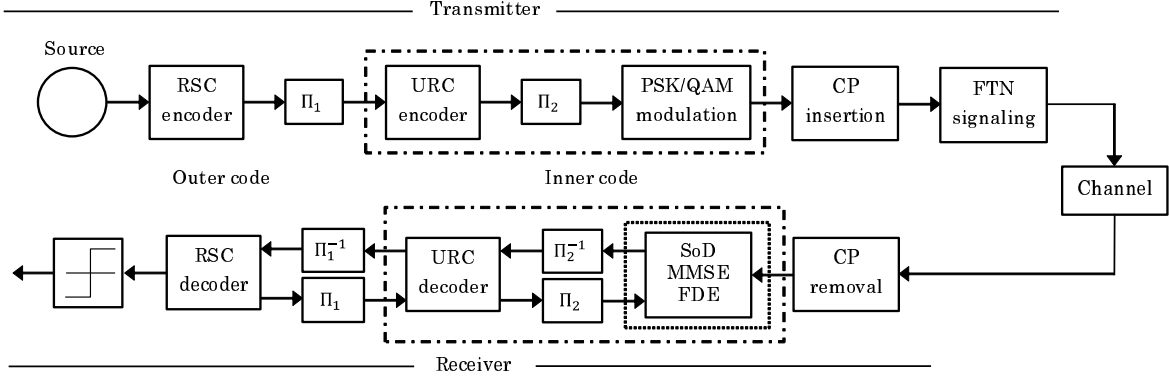 Transmitter
Source
RSC
encoder
Π₁
URC
encoder
Π₂
PSK/QAM
modulation
CP
insertion
FTN
signaling
Outer code
Inner code
Channel
RSC
decoder
Π₁⁻¹
Π₁
URC
decoder
Π₂⁻¹
Π₂
SoD
MMSE
FDE
CP
removal
Receiver